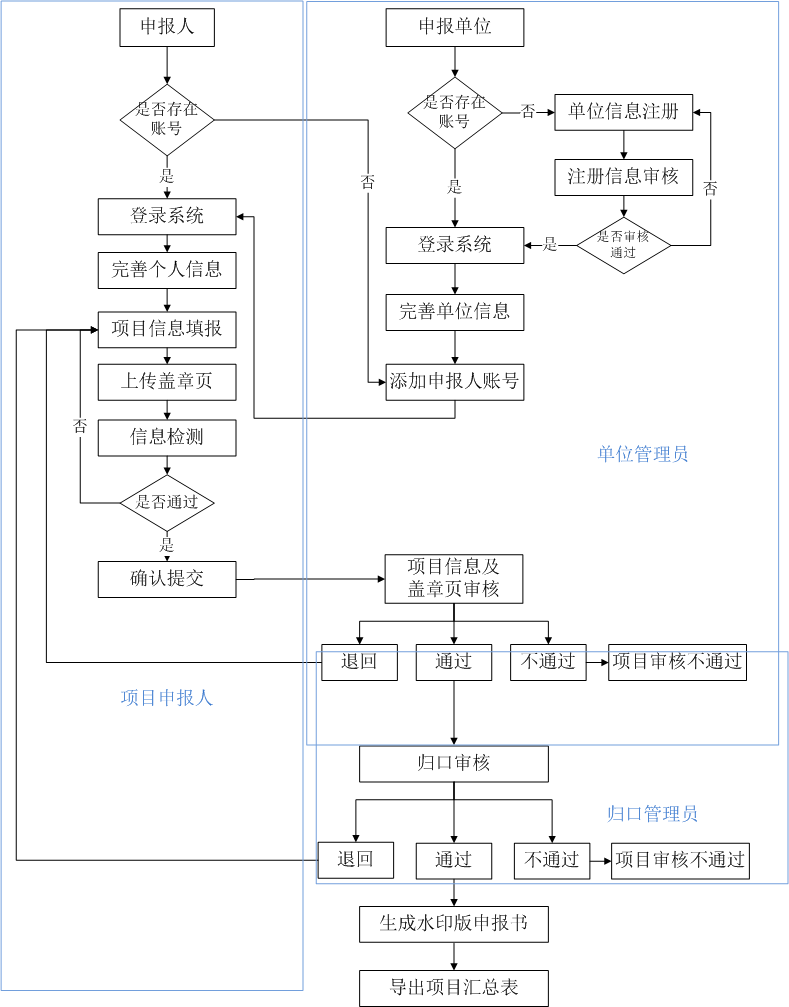 申报人
是否存在
账号
是
否
登录系统
完善个人信息
项目信息填报
上传盖章页
信息检测
否
是否通过
是
确认提交
项目申报人
申报单位
是否存在
账号
否
单位信息注册
注册信息审核
是否审核
通过
否
是
是
登录系统
完善单位信息
添加申报人账号
单位管理员
项目信息及
盖章页审核
退回
通过
不通过
项目审核不通过
归口审核
归口管理员
退回
通过
不通过
项目审核不通过
生成水印版申报书
导出项目汇总表